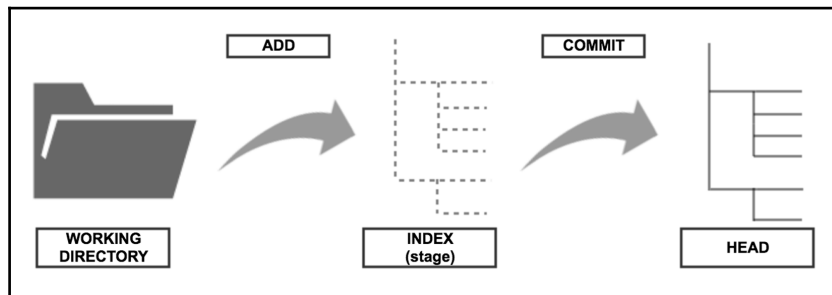 ADD
COMMIT
WORKING
DIRECTORY
INDEX
(stage)
HEAD